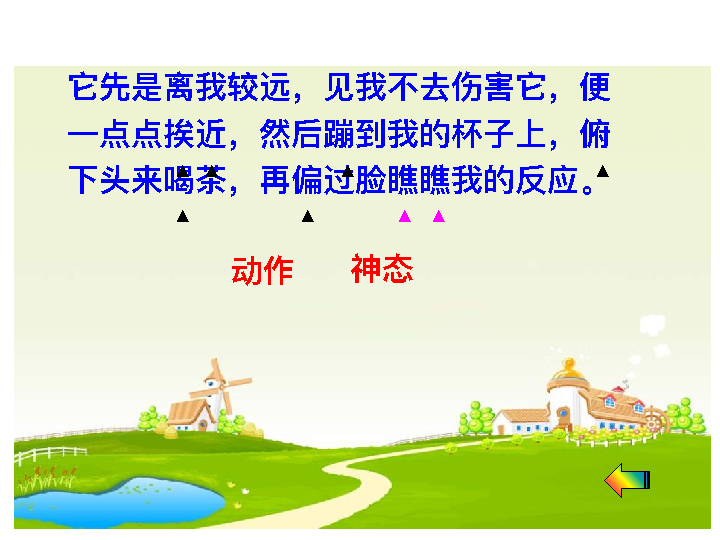 它先是离我较远，见我不去伤害它，便
一点点挨近，然后蹦到我的杯子上，俯
下头来喝茶，再偏过脸瞧瞧我的反应。
动作 神态